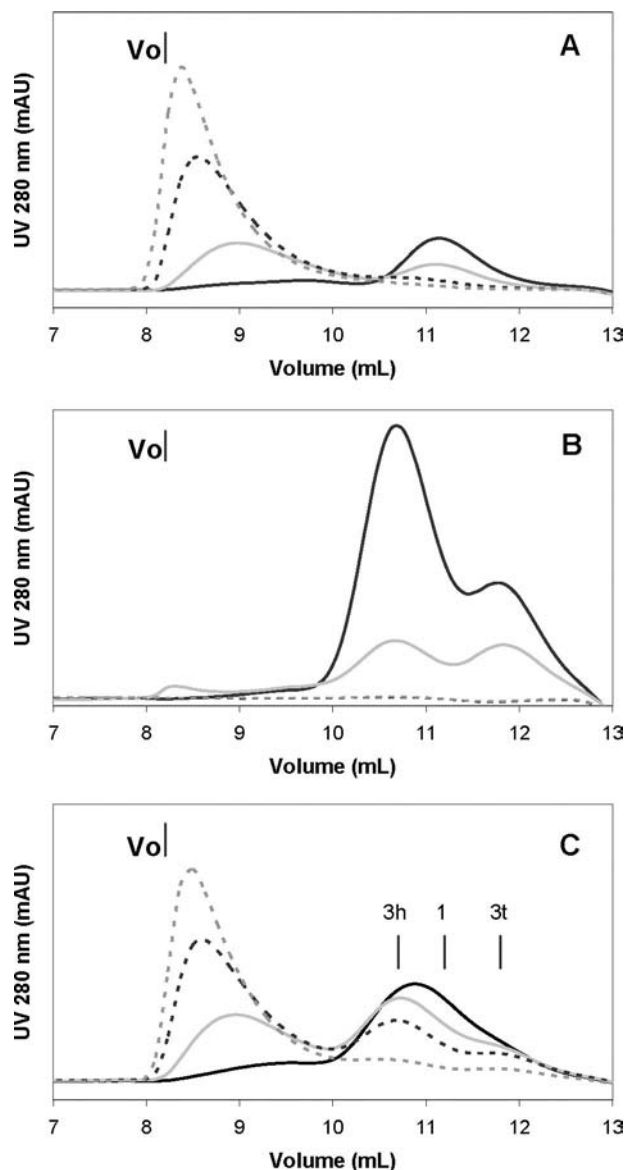 Vo
A
UV 280 nm (mAU)
7 8 9 10 11 12 13
Volume (mL)
Vo
B
UV 280 nm (mAU)
7 8 9 10 11 12 13
Volume (mL)
Vo
C
3h 1 3t
UV 280 nm (mAU)
7 8 9 10 11 12 13
Volume (mL)